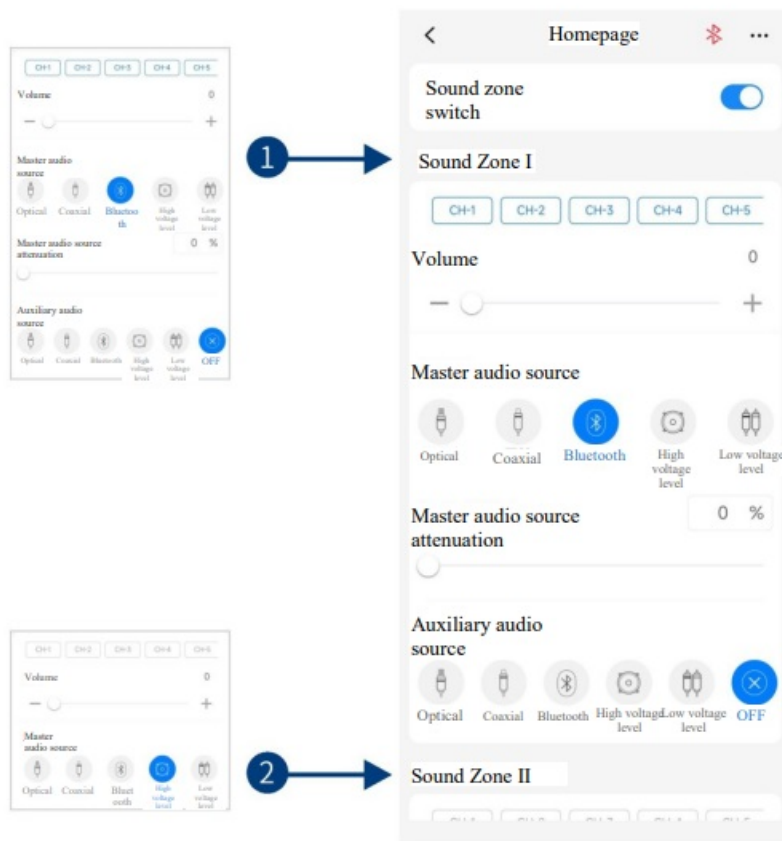 CH-1 CH-2 CH-3 CH-4 CH-5
Volume 0
Master audio
source
Optical Coaxial Bluetoo
th High
voltage
level Low
voltage
level
Master audio source
attenuation 0 %
Auxiliary audio
source
Optical Coaxial Bluetooth High
voltage
level Low
voltage
level OFF
1
CH-1 CH-2 CH-3 CH-4 CH-5
Volume 0
Master
audio source
Optical Coaxial Bluet
ooth High
voltage
level Low
voltage
level
2
Homepage
Sound zone
switch
Sound Zone I
CH-1 CH-2 CH-3 CH-4 CH-5
Volume 0
Master audio source
Optical Coaxial Bluetooth High
voltage
level Low voltage
level
Master audio source
attenuation 0 %
Auxiliary audio
source
Optical Coaxial Bluetooth High voltage
level Low voltage
level OFF
Sound Zone II